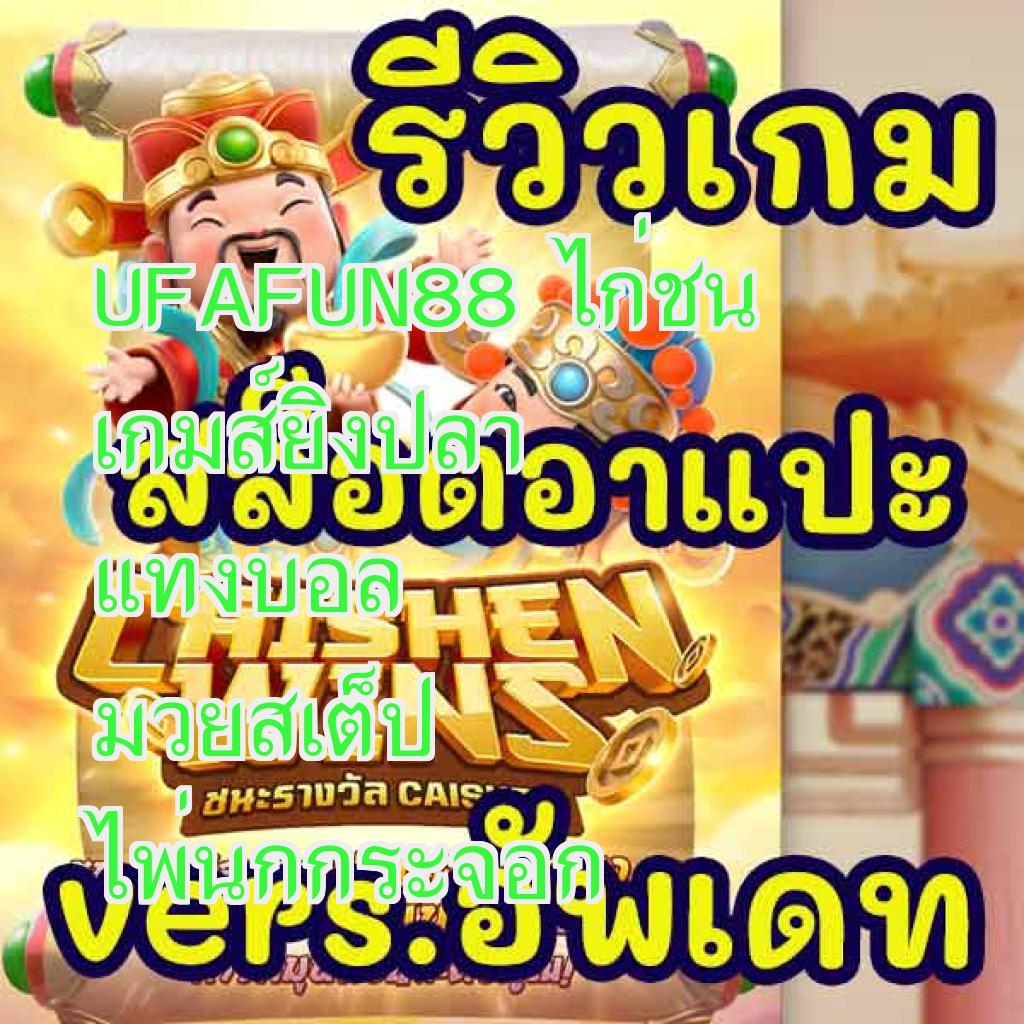 รีวิวเกม
UFAFUN88 ไก่ชน
เกมส์ยิงปลา
สล็อตอาแปะ
แทงบอล
CAISHEN
WINS
มวยสเต็ป
ชนะรางวัล
ไพ่นกกระจอก
vers.อัพเดท